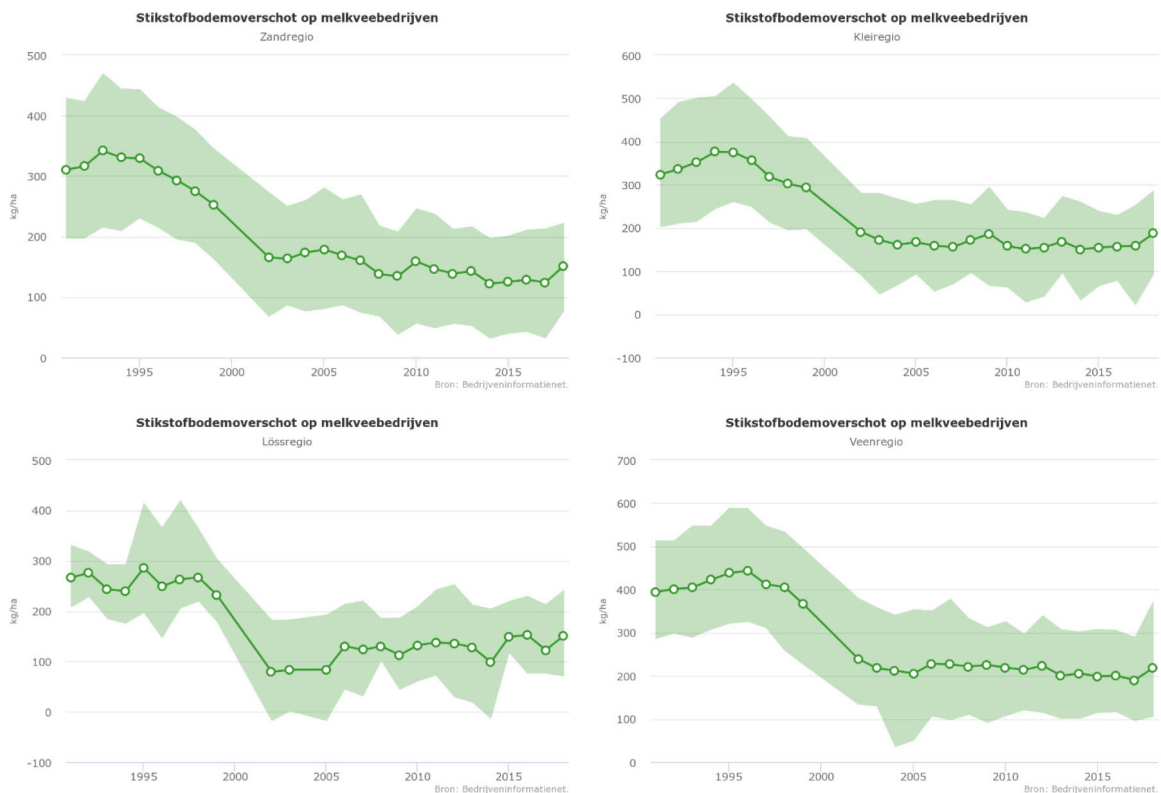 Stikstofbodemoverschot op melkveebedrijven
Zandregio
500
400
300
200
100
0
kg/ha
1995 2000 2005 2010 2015
Bron: Bedrijveninformatienet.
Stikstofbodemoverschot op melkveebedrijven
Kleiregio
600
500
400
300
200
100
0
-100
kg/ha
1995 2000 2005 2010 2015
Bron: Bedrijveninformatienet.
Stikstofbodemoverschot op melkveebedrijven
Lössregio
500
400
300
200
100
0
-100
kg/ha
1995 2000 2005 2010 2015
Bron: Bedrijveninformatienet.
Stikstofbodemoverschot op melkveebedrijven
Veenregio
700
600
500
400
300
200
100
0
kg/ha
1995 2000 2005 2010 2015
Bron: Bedrijveninformatienet.